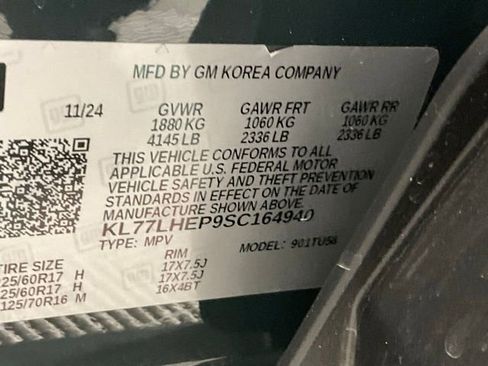 MFD BY GM KOREA COMPANY
11/24 GVWR GAWR FRT GAWR RR
1880 KG 1060 KG 1060 KG
4145 LB 2336 LB 2336 LB
THIS VEHICLE CONFORMS TO ALL
APPLICABLE U.S. FEDERAL MOTOR
VEHICLE SAFETY AND THEFT PREVENTION
STANDARDS IN EFFECT ON THE DATE OF
MANUFACTURE SHOWN ABOVE.
KL77LHEP9SC164940
TYPE: MPV MODEL: 901TU58
TIRE SIZE RIM
225/60R17 H 17X7.5J
225/60R17 H 17X7.5J
T125/70R16 M 16X4BT